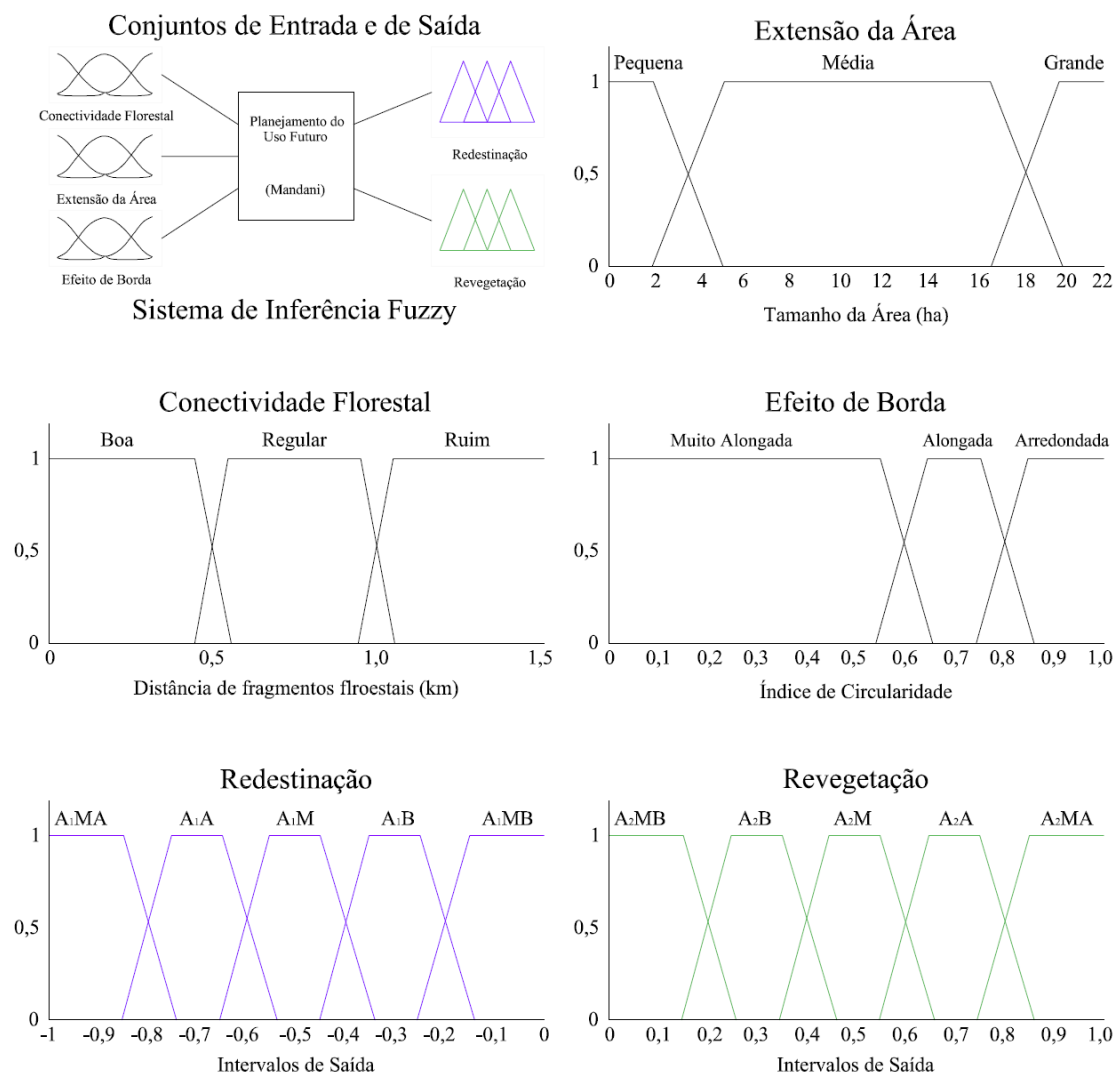 Conjuntos de Entrada e de Saída
Conectividade Florestal
Extensão da Área
Efeito de Borda
Planejamento do
Uso Futuro
(Mandani)
Redestinação
Revegetação
Sistema de Inferência Fuzzy
Extensão da Área
Pequena Média Grande
1
0,5
0
0 2 4 6 8 10 12 14 16 18 20 22
Tamanho da Área (ha)
Conectividade Florestal
Boa Regular Ruim
1
0,5
0
0 0,5 1,0 1,5
Distância de fragmentos flroestais (km)
Efeito de Borda
Muito Alongada Alongada Arredondada
1
0,5
0
0 0,1 0,2 0,3 0,4 0,5 0,6 0,7 0,8 0,9 1,0
Índice de Circularidade
Redestinação
A₁MA A₁A A₁M A₁B A₁MB
1
0,5
0
-1 -0,9 -0,8 -0,7 -0,6 -0,5 -0,4 -0,3 -0,2 -0,1 0
Intervalos de Saída
Revegetação
A₂MB A₂B A₂M A₂A A₂MA
1
0,5
0
0 0,1 0,2 0,3 0,4 0,5 0,6 0,7 0,8 0,9 1,0
Intervalos de Saída